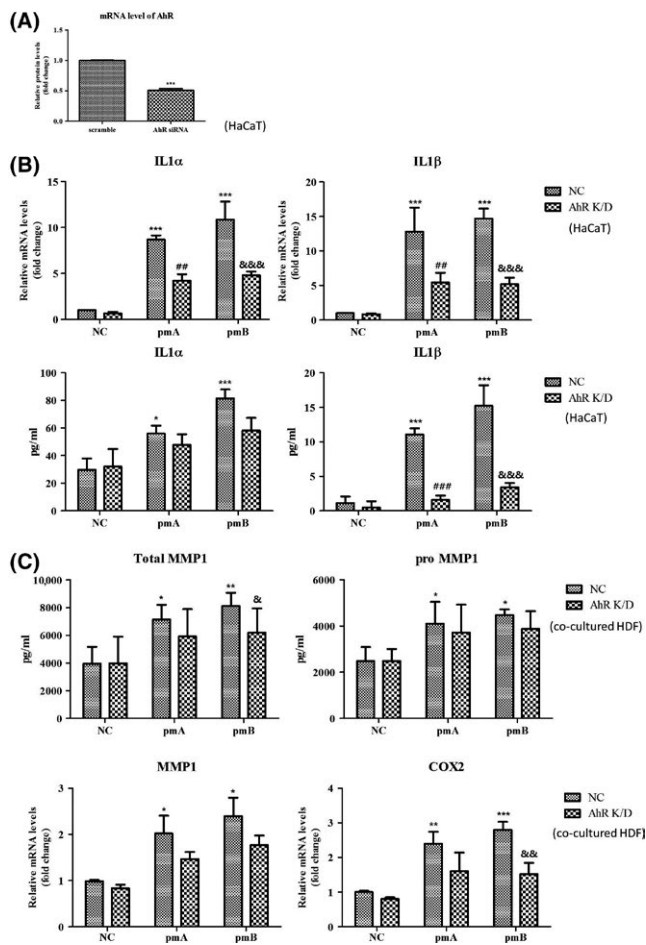 (A)
mRNA level of AhR
Relative protein levels
(fold change)
1.5
1.0
0.5
0.0
***
scramble
AhR siRNA
(HaCaT)
(B)
IL1α
Relative mRNA levels
(fold change)
15
10
5
0
***
##
***
&&&
NC
pmA
pmB
IL1β
Relative mRNA levels
(fold change)
20
15
10
5
0
***
##
***
&&&
NC
pmA
pmB
NC
AhR K/D
(HaCaT)
IL1α
pg/ml
100
80
60
40
20
0
*
***
NC
pmA
pmB
IL1β
pg/ml
20
15
10
5
0
***
###
***
&&&
NC
pmA
pmB
NC
AhR K/D
(HaCaT)
(C)
Total MMP1
pg/ml
10,000
8000
6000
4000
2000
0
*
**
&
NC
pmA
pmB
pro MMP1
pg/ml
6000
4000
2000
0
*
*
NC
pmA
pmB
NC
AhR K/D
(co-cultured HDF)
MMP1
Relative mRNA levels
(fold change)
3
2
1
0
*
*
NC
pmA
pmB
COX2
Relative mRNA levels
(fold change)
4
3
2
1
0
**
***
&&
NC
pmA
pmB
NC
AhR K/D
(co-cultured HDF)